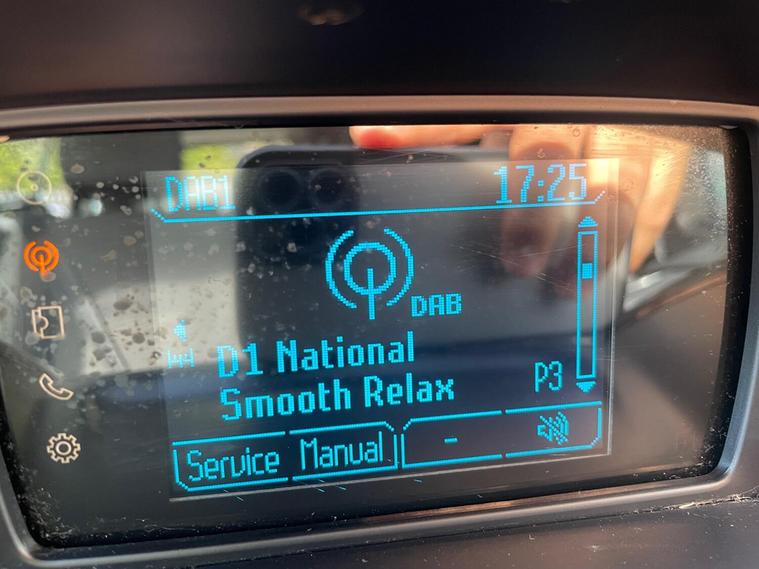 DAB1 17:25
DAB
D1 National
Smooth Relax P3
Service Manual -